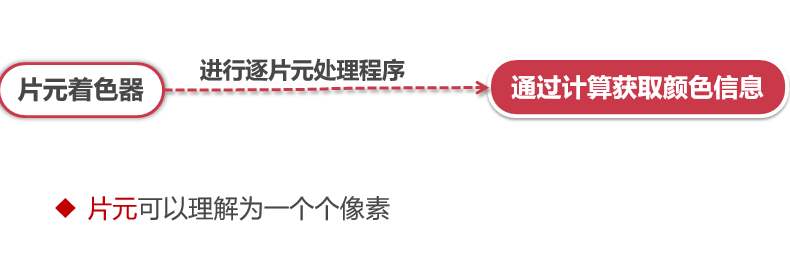 进行逐片元处理程序
片元着色器
通过计算获取颜色信息
片元可以理解为一个个像素